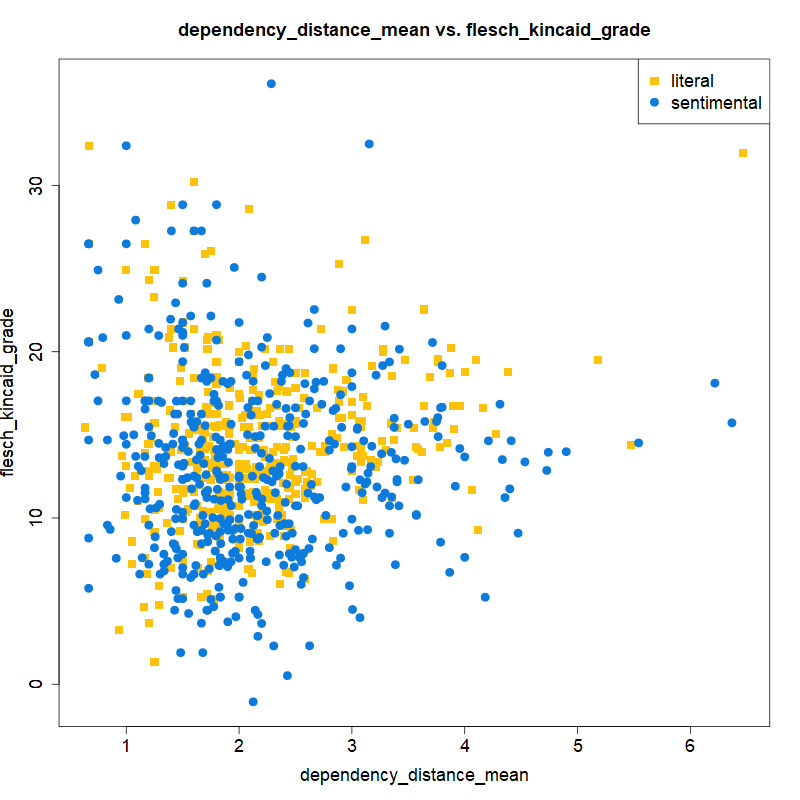 dependency_distance_mean vs. flesch_kincaid_grade
literal
sentimental
flesch_kincaid_grade
30
20
10
0
1 2 3 4 5 6
dependency_distance_mean